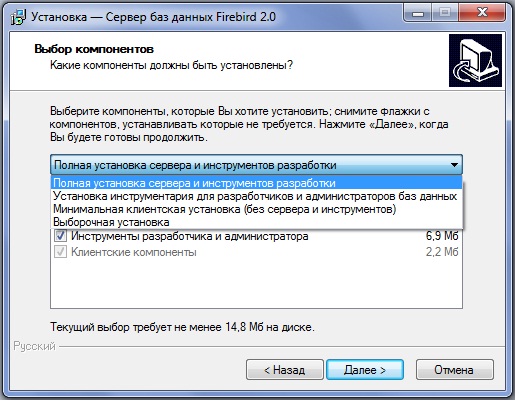 Установка — Сервер баз данных Firebird 2.0
Выбор компонентов
Какие компоненты должны быть установлены?
Выберите компоненты, которые Вы хотите установить; снимите флажки с
компонентов, устанавливать которые не требуется. Нажмите «Далее», когда
Вы будете готовы продолжить.
Полная установка сервера и инструментов разработки
Полная установка сервера и инструментов разработки
Установка инструментария для разработчиков и администраторов баз данных
Минимальная клиентская установка (без сервера и инструментов)
Выборочная установка
Инструменты разработчика и администратора 6,9 Мб
Клиентские компоненты 2,2 Мб
Текущий выбор требует не менее 14,8 Мб на диске.
Русский
< Назад Далее > Отмена